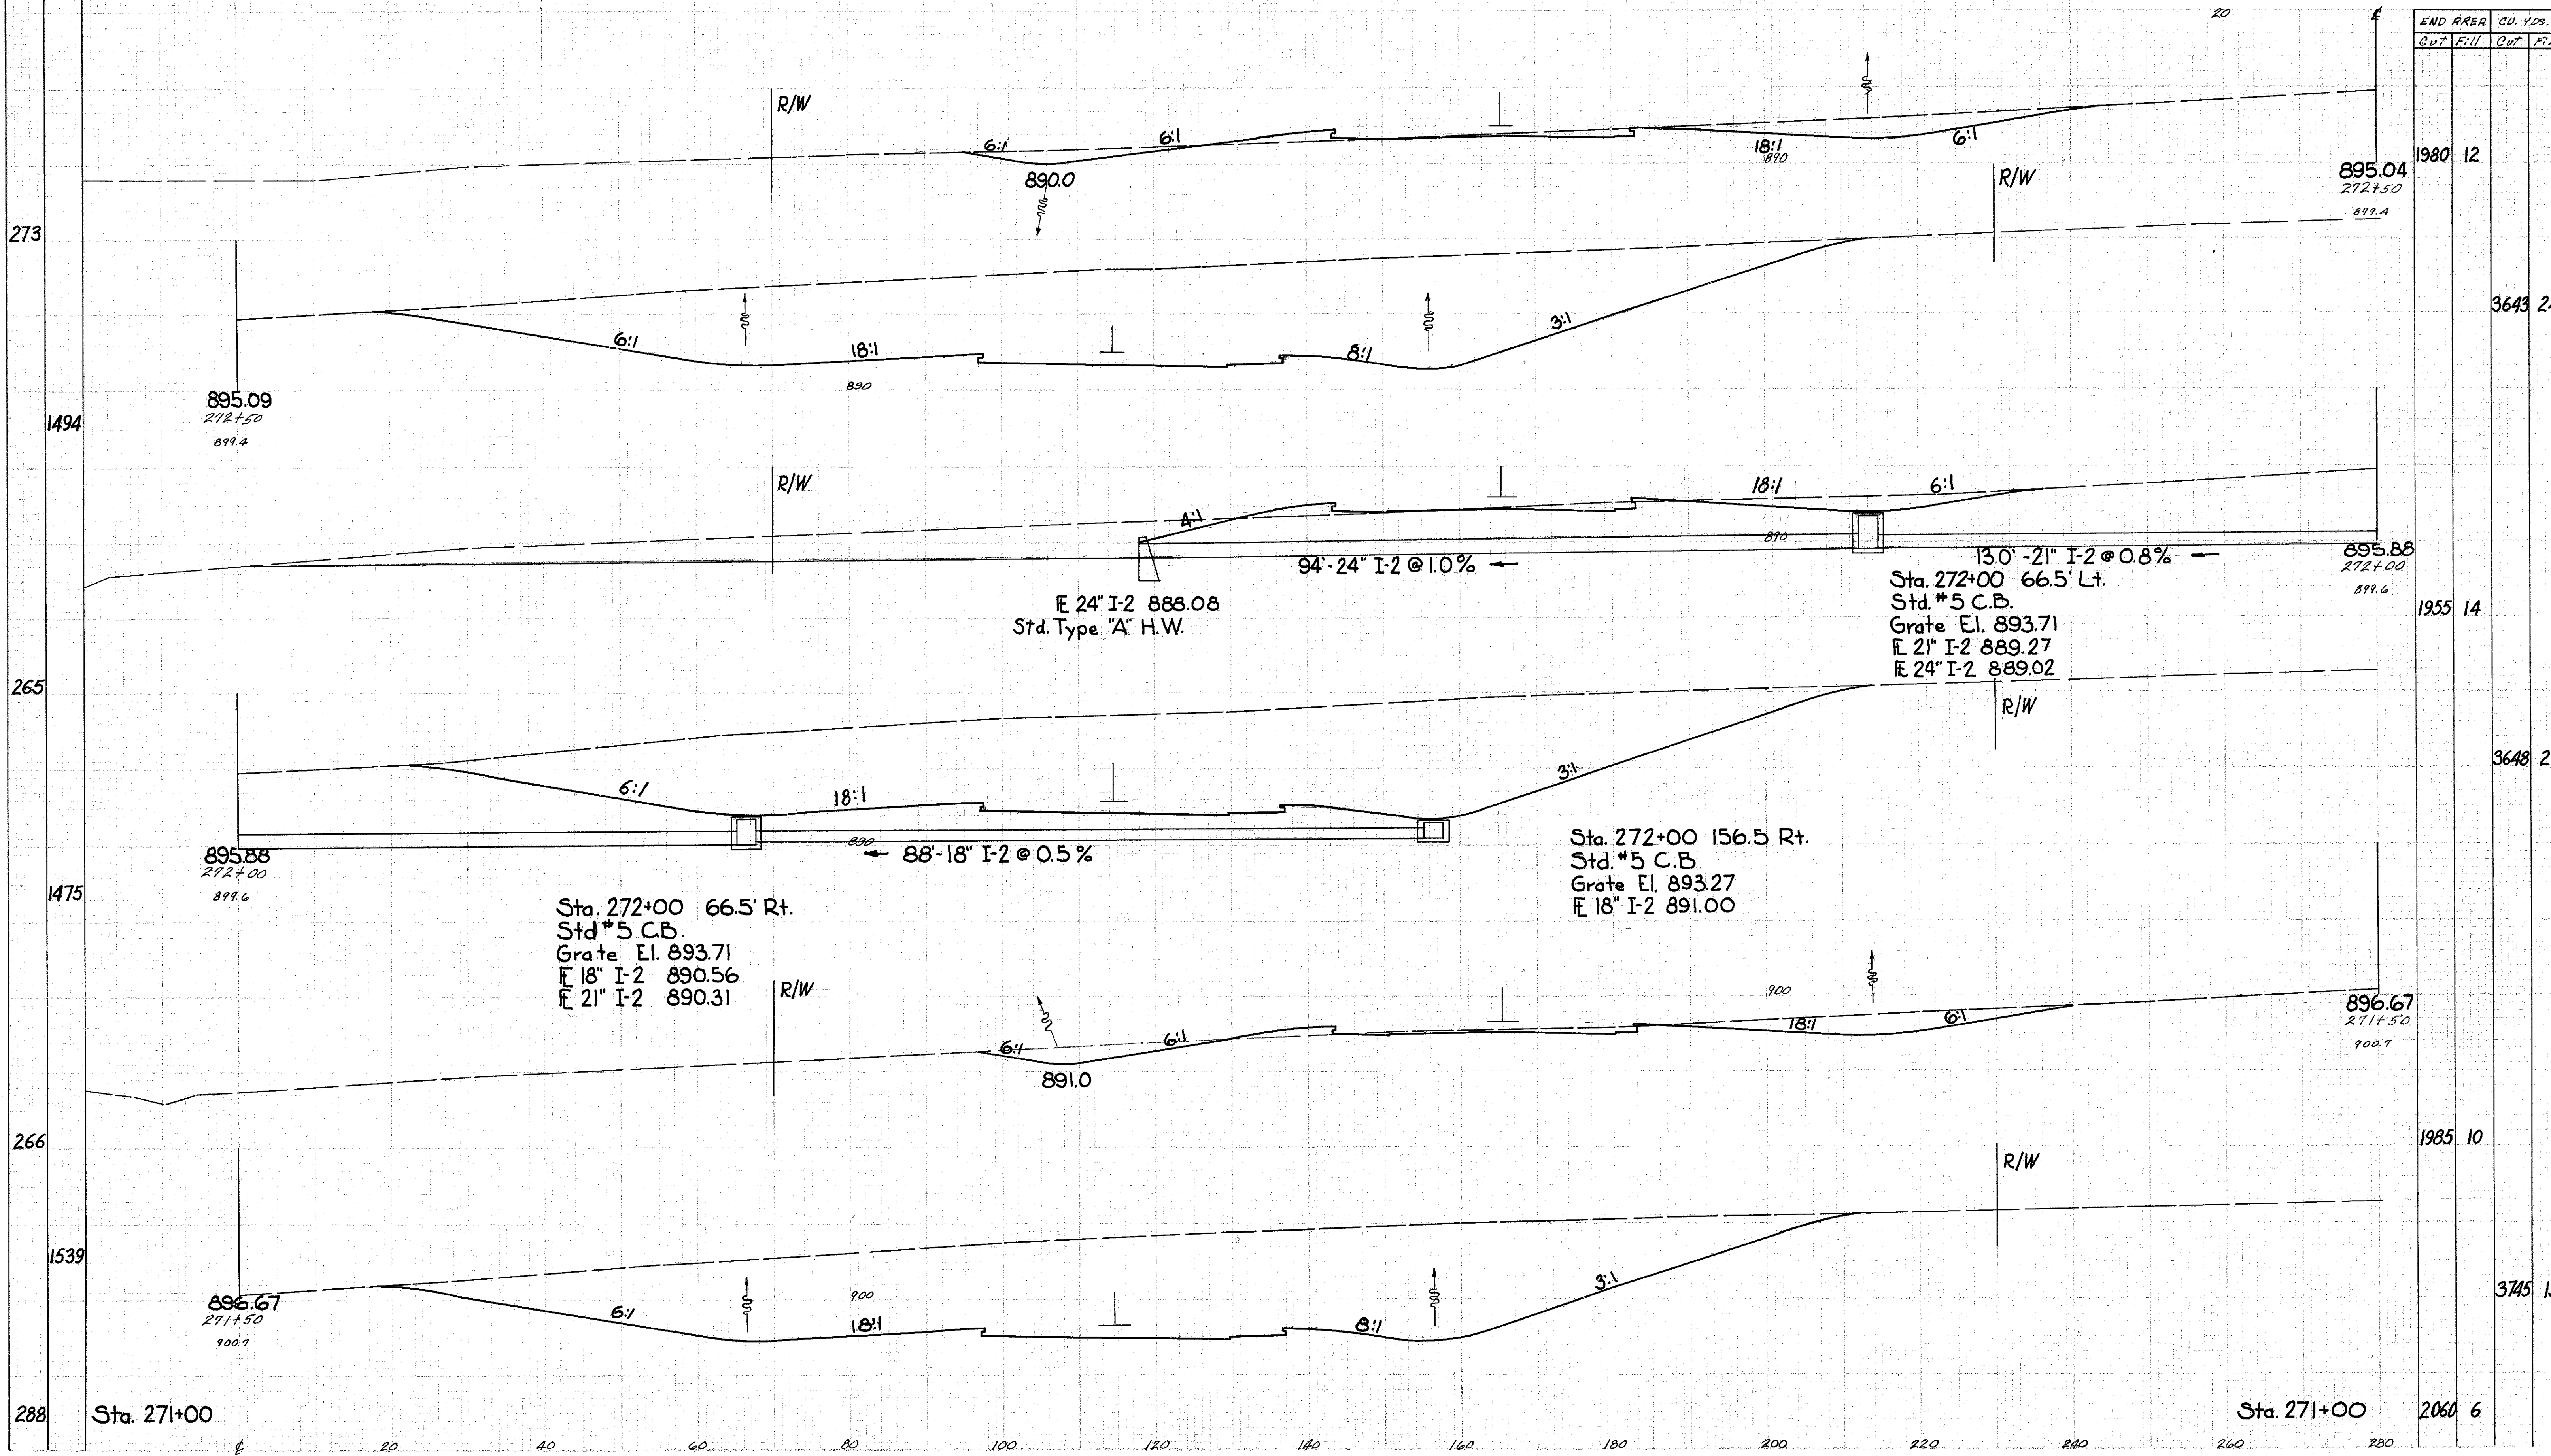 20 ₵
END AREA CU. YDS.
Cut Fill Cut
R/W
6:1 6:1 18:1 6:1
890
1980 12
890.0
R/W
895.04
272+50
899.4
273
3643
6:1 18:1 8:1 3:1
890
895.09
272+50
899.4
1494
R/W
4:1 18:1 6:1
890
94'-24" I-2 @ 1.0%
130'-21" I-2 @ 0.8%
895.88
272+00
899.6
FE 24" I-2 888.08
Std. Type "A" H.W.
Sta. 272+00 66.5' Lt.
Std. #5 C.B.
Grate El. 893.71
FE 21" I-2 889.27
FE 24" I-2 889.02
1955 14
265
R/W
3648
6:1 18:1 3:1
890
88'-18" I-2 @ 0.5%
895.88
272+00
899.6
1475
Sta. 272+00 66.5' Rt.
Std #5 C.B.
Grate El. 893.71
FE 18" I-2 890.56
FE 21" I-2 890.31
Sta. 272+00 156.5 Rt.
Std. #5 C.B
Grate El. 893.27
FE 18" I-2 891.00
R/W
900
6:1 6:1 18:1 6:1
891.0
896.67
271+50
900.7
266
1985 10
R/W
1539
3745
900
6:1 18:1 8:1 3:1
896.67
271+50
900.7
288 Sta. 271+00 Sta. 271+00 2060 6
₵ 20 40 60 80 100 120 140 160 180 200 220 240 260 280